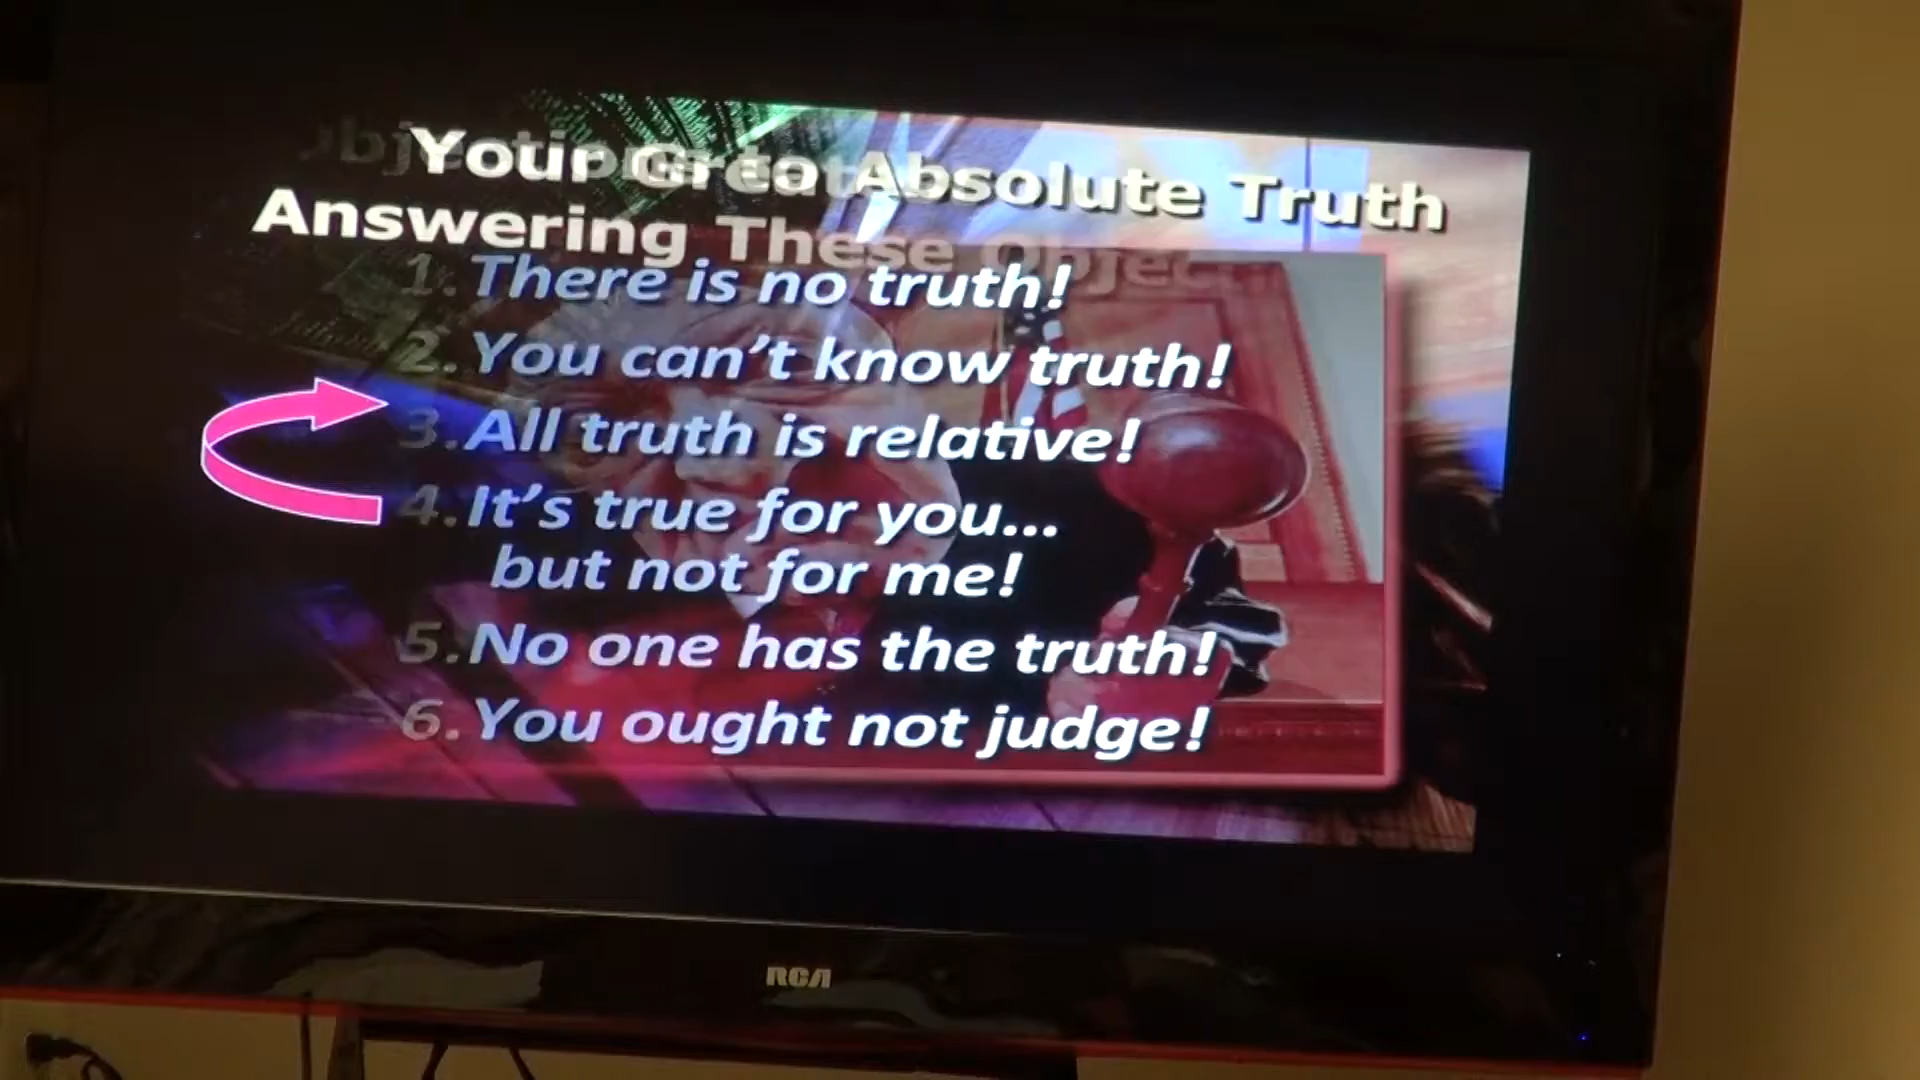 Your Great Absolute Truth
Answering These Object
1. There is no truth!
2. You can't know truth!
3. All truth is relative!
4. It's true for you...
but not for me!
5. No one has the truth!
6. You ought not judge!
RCA